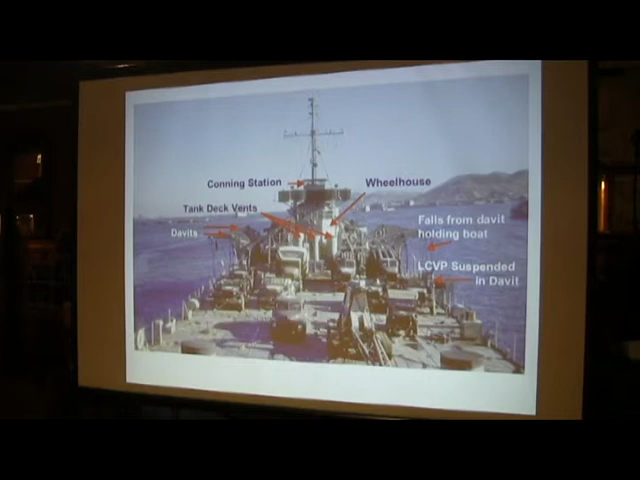 Conning Station
Wheelhouse
Tank Deck Vents
Davits
Falls from davit
holding boat
LCVP Suspended
in Davit